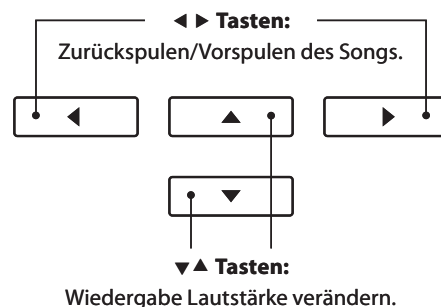 ◀ ▶ Tasten:
Zurückspulen/Vorspulen des Songs.
◀ ▲ ▶
▼
▼▲ Tasten:
Wiedergabe Lautstärke verändern.